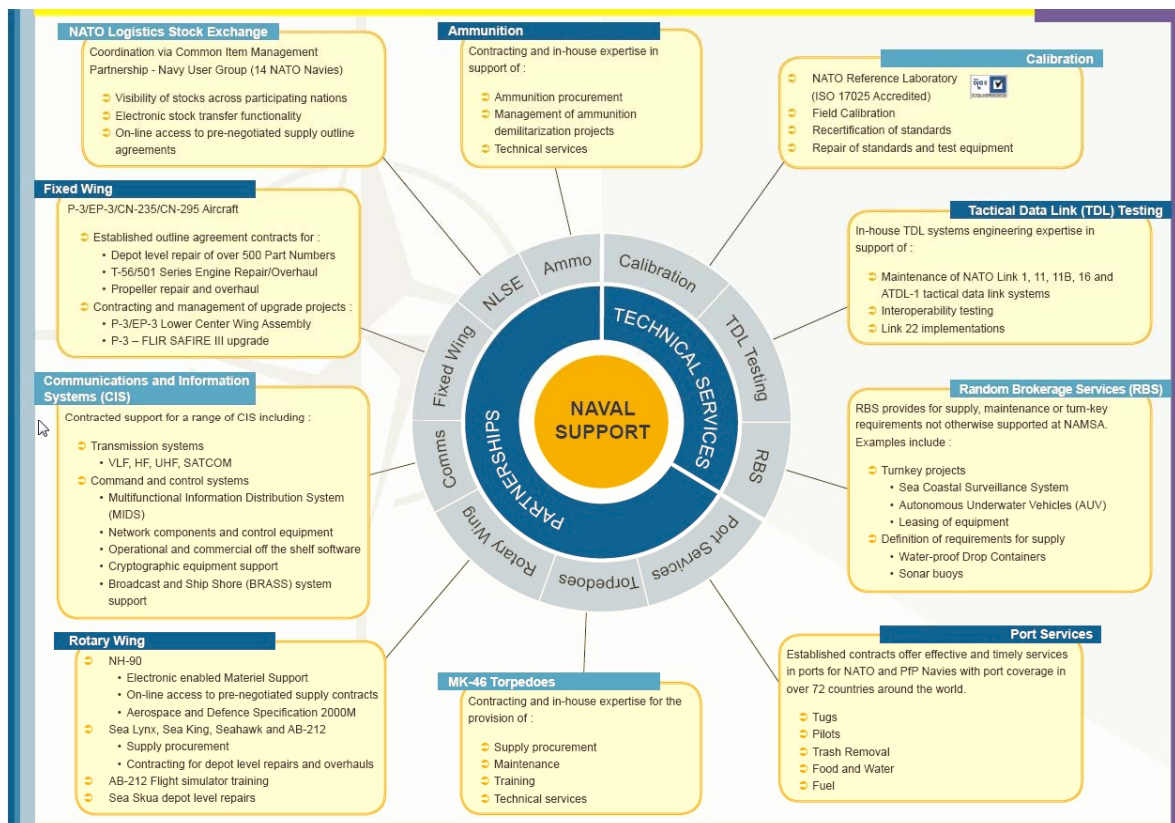 NATO Logistics Stock Exchange
Coordination via Common Item Management
Partnership - Navy User Group (14 NATO Navies)
Visibility of stocks across participating nations
Electronic stock transfer functionality
On-line access to pre-negotiated supply outline
agreements
Ammunition
Contracting and in-house expertise in
support of :
Ammunition procurement
Management of ammunition
demilitarization projects
Technical services
Calibration
NATO Reference Laboratory
(ISO 17025 Accredited)
Field Calibration
Recertification of standards
Repair of standards and test equipment
Fixed Wing
P-3/EP-3/CN-235/CN-295 Aircraft
Established outline agreement contracts for :
• Depot level repair of over 500 Part Numbers
• T-56/501 Series Engine Repair/Overhaul
• Propeller repair and overhaul
Contracting and management of upgrade projects :
• P-3/EP-3 Lower Center Wing Assembly
• P-3 – FLIR SAFIRE III upgrade
Tactical Data Link (TDL) Testing
In-house TDL systems engineering expertise in
support of :
Maintenance of NATO Link 1, 11, 11B, 16 and
ATDL-1 tactical data link systems
Interoperability testing
Link 22 implementations
Communications and Information
Systems (CIS)
Contracted support for a range of CIS including :
Transmission systems
• VLF, HF, UHF, SATCOM
Command and control systems
• Multifunctional Information Distribution System
(MIDS)
• Network components and control equipment
• Operational and commercial off the shelf software
• Cryptographic equipment support
• Broadcast and Ship Shore (BRASS) system
support
NAVAL
SUPPORT
TECHNICAL SERVICES
PARTNERSHIPS
Ammo
Calibration
TDL Testing
RBS
Port Services
Torpedoes
Rotary Wing
Comms
Fixed Wing
NLSE
Random Brokerage Services (RBS)
RBS provides for supply, maintenance or turn-key
requirements not otherwise supported at NAMSA.
Examples include :
Turnkey projects
• Sea Coastal Surveillance System
• Autonomous Underwater Vehicles (AUV)
• Leasing of equipment
Definition of requirements for supply
• Water-proof Drop Containers
• Sonar buoys
Rotary Wing
NH-90
• Electronic enabled Materiel Support
• On-line access to pre-negotiated supply contracts
• Aerospace and Defence Specification 2000M
Sea Lynx, Sea King, Seahawk and AB-212
• Supply procurement
• Contracting for depot level repairs and overhauls
AB-212 Flight simulator training
Sea Skua depot level repairs
MK-46 Torpedoes
Contracting and in-house expertise for the
provision of :
Supply procurement
Maintenance
Training
Technical services
Port Services
Established contracts offer effective and timely services
in ports for NATO and PfP Navies with port coverage in
over 72 countries around the world.
Tugs
Pilots
Trash Removal
Food and Water
Fuel